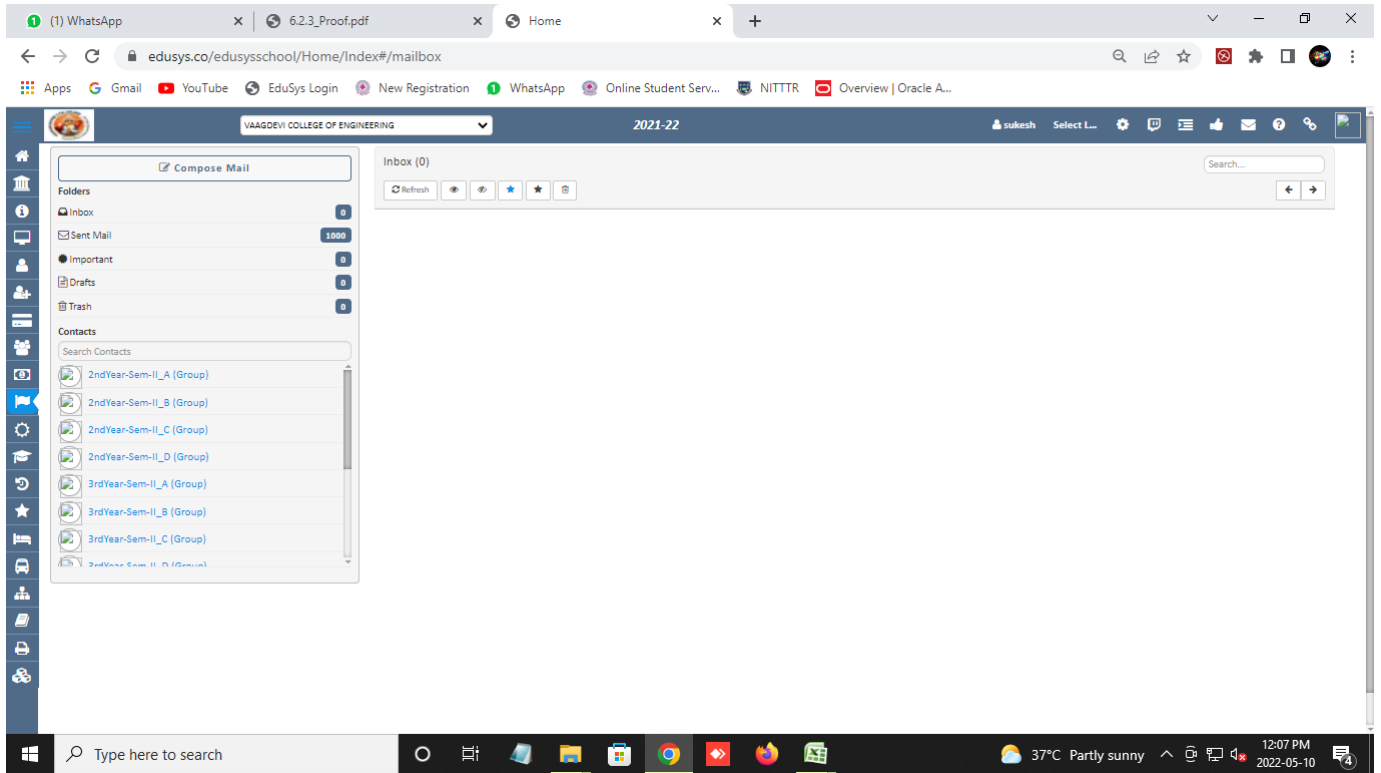 (1) WhatsApp
6.2.3_Proof.pdf
Home
edusys.co/edusysschool/Home/Index#/mailbox
Apps Gmail YouTube EduSys Login New Registration WhatsApp Online Student Serv... NITTTR Overview | Oracle A...
VAAGDEVI COLLEGE OF ENGINEERING
2021-22
sukesh Select L...
Compose Mail
Folders
Inbox 0
Sent Mail 1000
Important 0
Drafts 0
Trash 0
Contacts
Search Contacts
2ndYear-Sem-II_A (Group)
2ndYear-Sem-II_B (Group)
2ndYear-Sem-II_C (Group)
2ndYear-Sem-II_D (Group)
3rdYear-Sem-II_A (Group)
3rdYear-Sem-II_B (Group)
3rdYear-Sem-II_C (Group)
3rdYear-Sem-II_D (Group)
Inbox (0)
Search...
Refresh
Type here to search
37°C Partly sunny
12:07 PM
2022-05-10
4